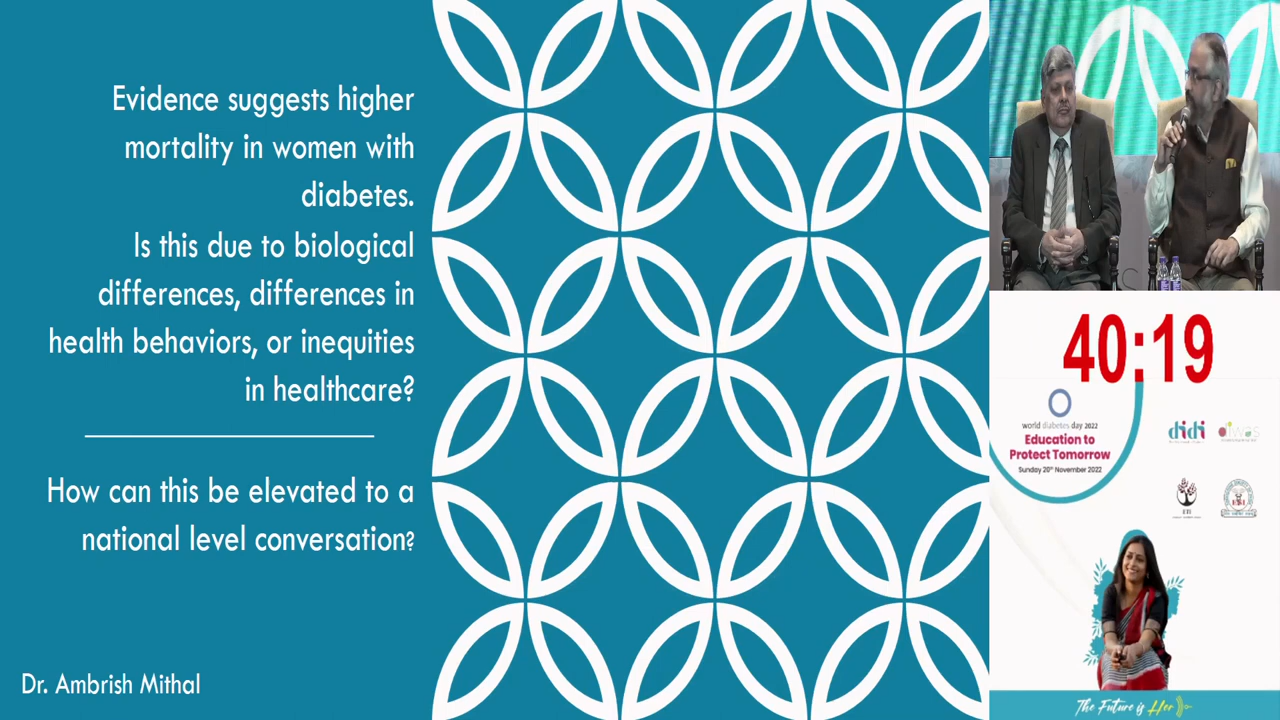 Evidence suggests higher
mortality in women with
diabetes.
Is this due to biological
differences, differences in
health behaviors, or inequities
in healthcare?
How can this be elevated to a
national level conversation?
Dr. Ambrish Mithal
40:19
world diabetes day 2022
Education to
Protect Tomorrow
Sunday 20th November 2022
didi
diwas
The Future is Her